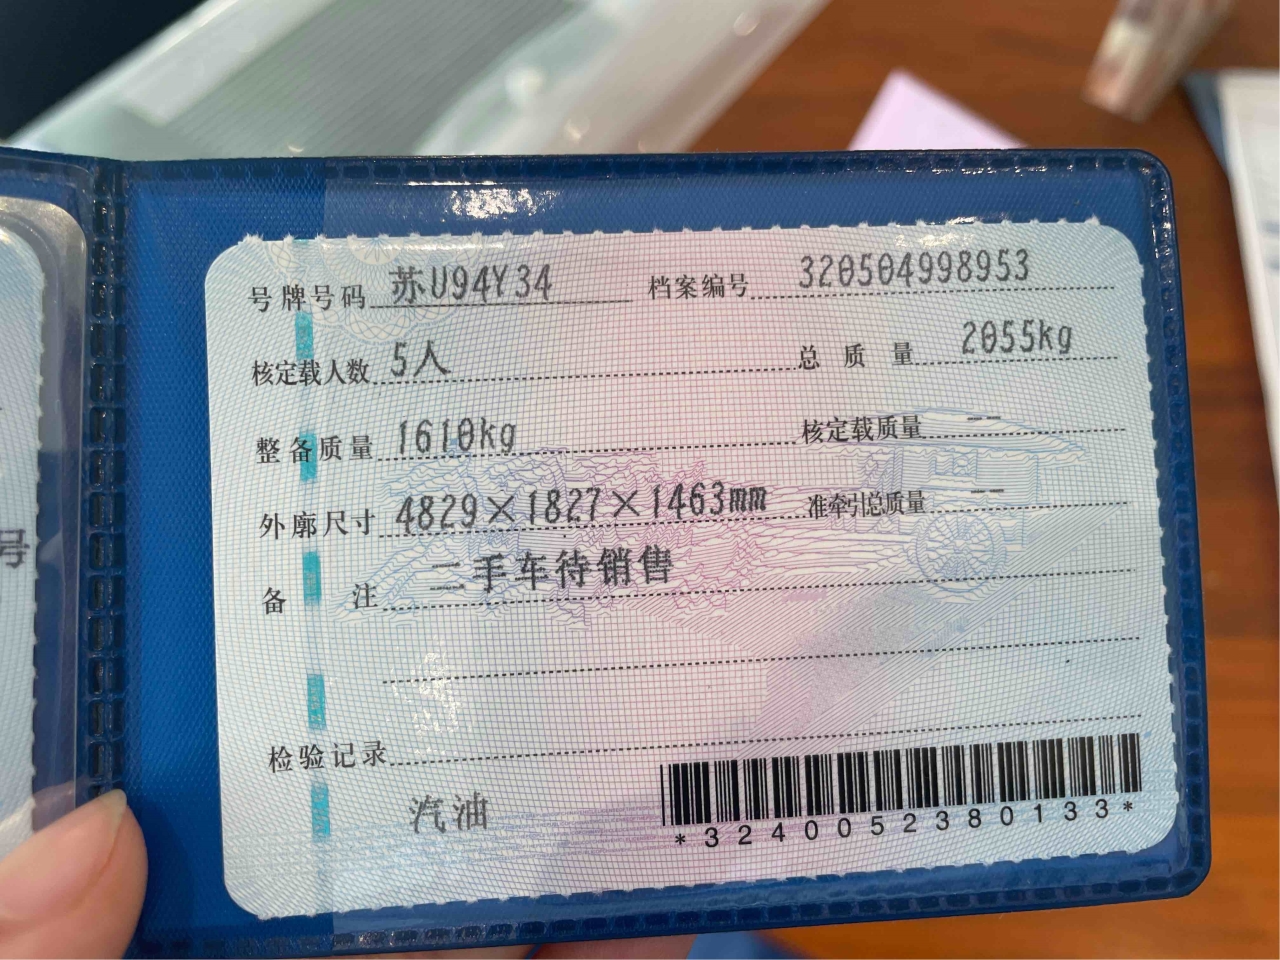 号牌号码 苏U94Y34 档案编号 320504998953
核定载人数 5人 总质量 2055kg
整备质量 1610kg 核定载质量 --
外廓尺寸 4829×1827×1463mm 准牵引总质量 --
备注 二手车待销售
检验记录
汽油
*3240052380133*
号